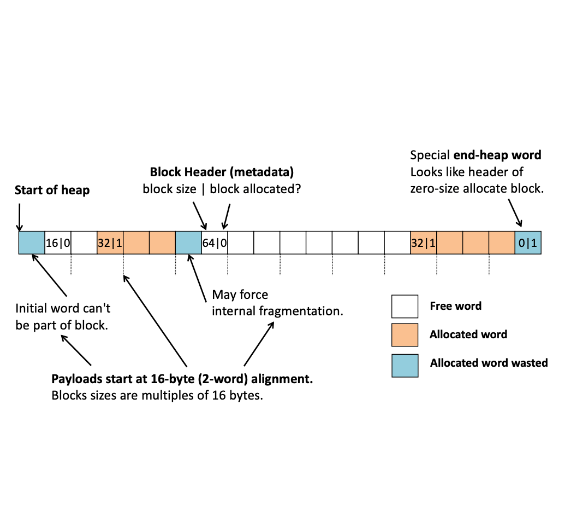 Special end-heap word
Looks like header of
zero-size allocate block.
Block Header (metadata)
block size | block allocated?
Start of heap
16|0
32|1
64|0
32|1
0|1
May force
internal fragmentation.
Initial word can't
be part of block.
Free word
Allocated word
Allocated word wasted
Payloads start at 16-byte (2-word) alignment.
Blocks sizes are multiples of 16 bytes.